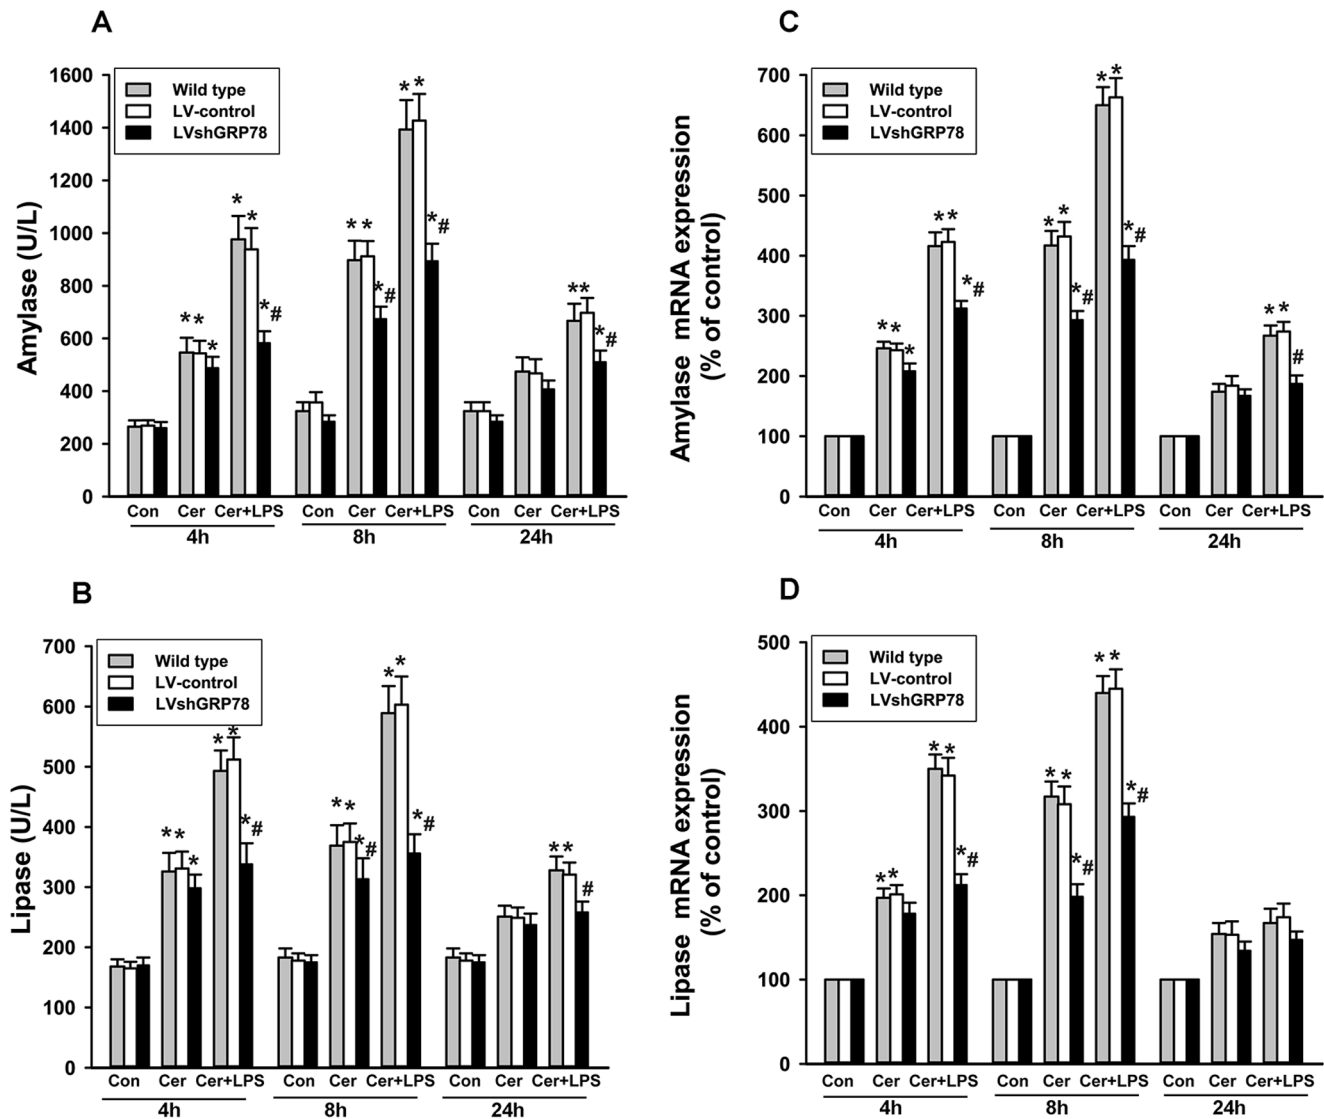 A
1600
1400
1200
1000
800
600
400
200
0
Amylase (U/L)
Wild type
LV-control
LVshGRP78
* * * * * *#
* * *# * * *#
** *#
Con Cer Cer+LPS Con Cer Cer+LPS Con Cer Cer+LPS
4h 8h 24h
C
700
600
500
400
300
200
100
0
Amylase mRNA expression
(% of control)
Wild type
LV-control
LVshGRP78
* * * * * *#
* * *# * * *#
* * #
Con Cer Cer+LPS Con Cer Cer+LPS Con Cer Cer+LPS
4h 8h 24h
B
700
600
500
400
300
200
100
0
Lipase (U/L)
Wild type
LV-control
LVshGRP78
* * * * * *#
* * *# * * *#
** #
Con Cer Cer+LPS Con Cer Cer+LPS Con Cer Cer+LPS
4h 8h 24h
D
500
400
300
200
100
0
Lipase mRNA expression
(% of control)
Wild type
LV-control
LVshGRP78
* * * * *#
* * *# * * *#
Con Cer Cer+LPS Con Cer Cer+LPS Con Cer Cer+LPS
4h 8h 24h